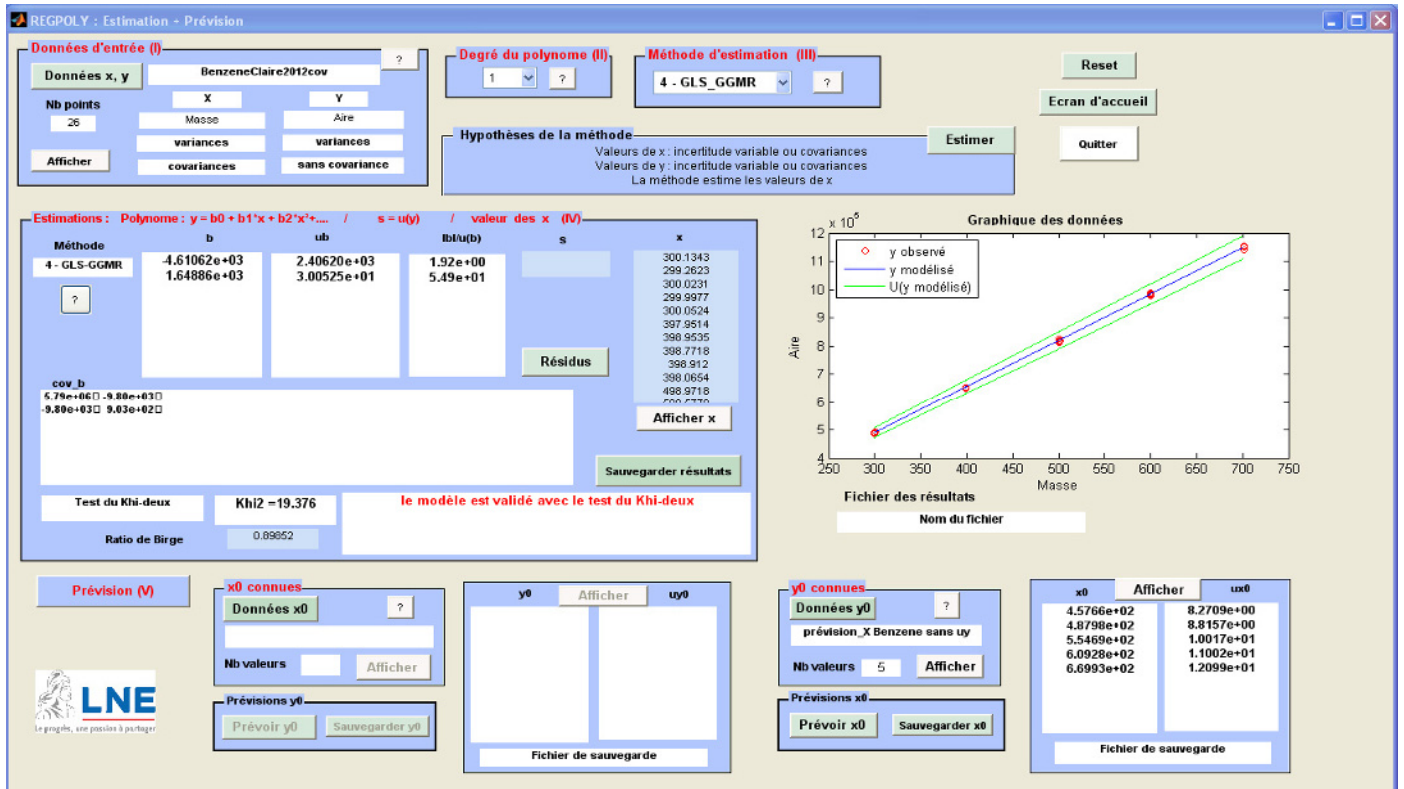 REGPOLY : Estimation + Prévision
Données d'entrée (I)
?
Données x, y
BenzeneClaire2012cov
Nb points
X
Y
26
Masse
Aire
variances
variances
Afficher
covariances
sans covariance
Degré du polynome (II)
1
?
Méthode d'estimation (III)
4 - GLS_GGMR
?
Reset
Ecran d'accueil
Quitter
Hypothèses de la méthode
Estimer
Valeurs de x : incertitude variable ou covariances
Valeurs de y : incertitude variable ou covariances
La méthode estime les valeurs de x
Estimations : Polynome : y = b0 + b1*x + b2*x²+.... / s = u(y) / valeur des x (IV)
Méthode
b
ub
lbl/u(b)
s
x
4 - GLS-GGMR
-4.61062e+03
2.40620e+03
1.92e+00
1.64886e+03
3.00525e+01
5.49e+01
?
300.1343
299.2623
300.0231
299.9977
300.0524
397.9514
398.9535
398.7718
398.912
398.0654
498.9718
Résidus
Afficher x
cov_b
5.79e+06□ -9.80e+03□
-9.80e+03□ 9.03e+02□
Sauvegarder résultats
Test du Khi-deux
Khi2 =19.376
le modèle est validé avec le test du Khi-deux
Ratio de Birge
0.89852
x 10⁵
Graphique des données
12
11
10
9
8
7
6
5
4
Aire
y observé
y modélisé
U(y modélisé)
250 300 350 400 450 500 550 600 650 700 750
Masse
Fichier des résultats
Nom du fichier
Prévision (V)
x0 connues
Données x0
?
Nb valeurs
Afficher
Prévisions y0
Prévoir y0
Sauvegarder y0
y0
Afficher
uy0
Fichier de sauvegarde
y0 connues
Données y0
?
prévision_X Benzene sans uy
Nb valeurs
5
Afficher
Prévisions x0
Prévoir x0
Sauvegarder x0
x0
Afficher
ux0
4.5766e+02
8.2709e+00
4.8798e+02
8.8157e+00
5.5469e+02
1.0017e+01
6.0928e+02
1.1002e+01
6.6993e+02
1.2099e+01
Fichier de sauvegarde
LNE
Le progrès, une passion à partager